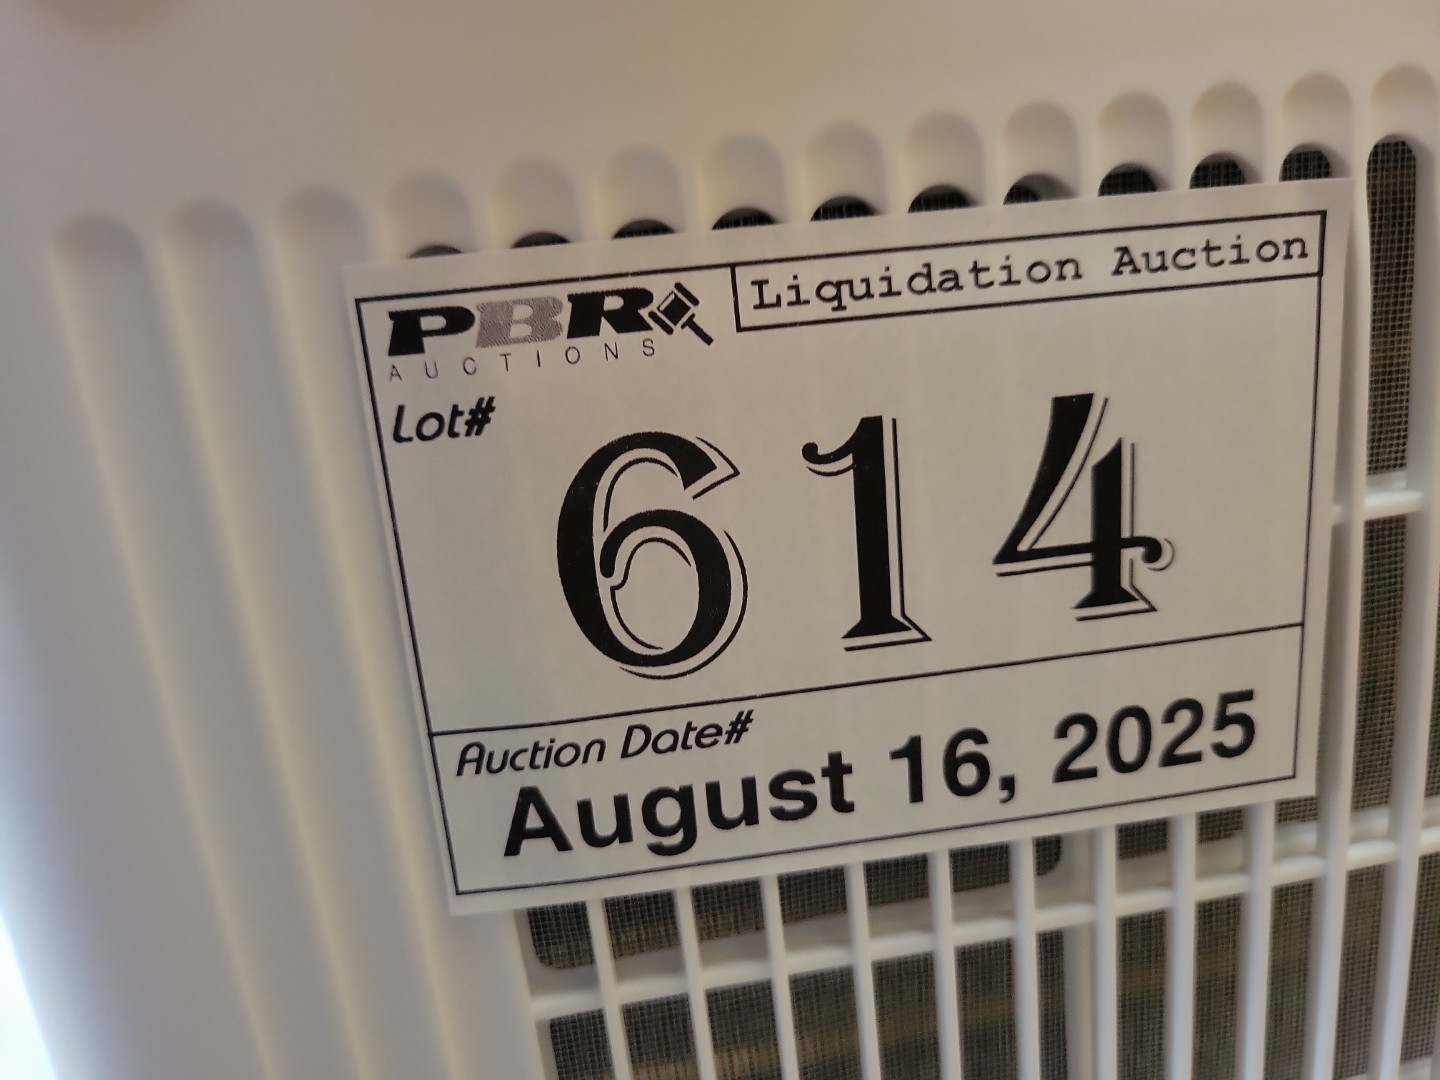 PBR
AUCTIONS
Liquidation Auction
Lot#
614
Auction Date#
August 16, 2025